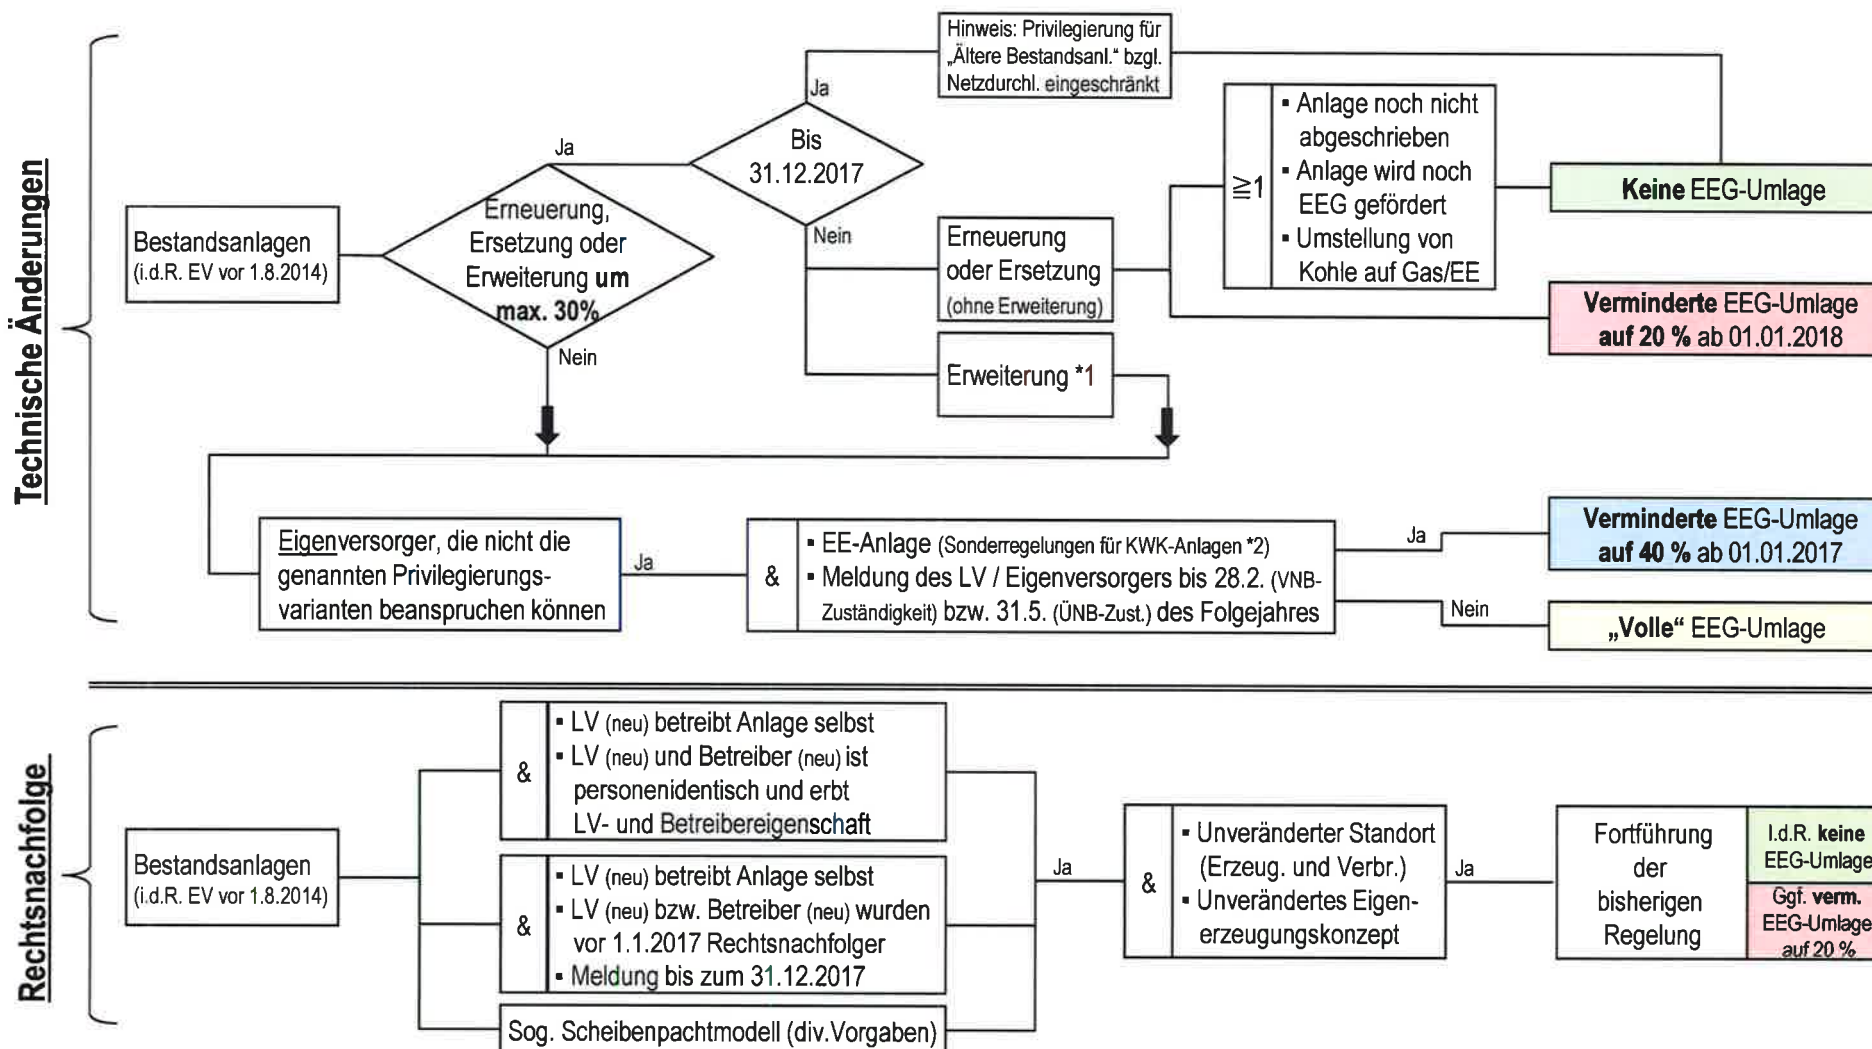 Technische Änderungen
Bestandsanlagen
(i.d.R. EV vor 1.8.2014)
Ja
Erneuerung,
Ersetzung oder
Erweiterung um
max. 30%
Nein
Ja
Bis
31.12.2017
Nein
Hinweis: Privilegierung für
„Ältere Bestandsanl.“ bzgl.
Netzdurchl. eingeschränkt
Erneuerung
oder Ersetzung
(ohne Erweiterung)
Erweiterung *1
≧1
▪ Anlage noch nicht
abgeschrieben
▪ Anlage wird noch
EEG gefördert
▪ Umstellung von
Kohle auf Gas/EE
Keine EEG-Umlage
Verminderte EEG-Umlage
auf 20 % ab 01.01.2018
Eigenversorger, die nicht die
genannten Privilegierungs-
varianten beanspruchen können
Ja
&
▪ EE-Anlage (Sonderregelungen für KWK-Anlagen *2)
▪ Meldung des LV / Eigenversorgers bis 28.2. (VNB-
Zuständigkeit) bzw. 31.5. (ÜNB-Zust.) des Folgejahres
Ja
Verminderte EEG-Umlage
auf 40 % ab 01.01.2017
Nein
„Volle“ EEG-Umlage
Rechtsnachfolge
Bestandsanlagen
(i.d.R. EV vor 1.8.2014)
&
▪ LV (neu) betreibt Anlage selbst
▪ LV (neu) und Betreiber (neu) ist
personenidentisch und erbt
LV- und Betreibereigenschaft
&
▪ LV (neu) betreibt Anlage selbst
▪ LV (neu) bzw. Betreiber (neu) wurden
vor 1.1.2017 Rechtsnachfolger
▪ Meldung bis zum 31.12.2017
Sog. Scheibenpachtmodell (div.Vorgaben)
Ja
&
▪ Unveränderter Standort
(Erzeug. und Verbr.)
▪ Unverändertes Eigen-
erzeugungskonzept
Ja
Fortführung
der
bisherigen
Regelung
I.d.R. keine
EEG-Umlage
Ggf. verm.
EEG-Umlage
auf 20 %